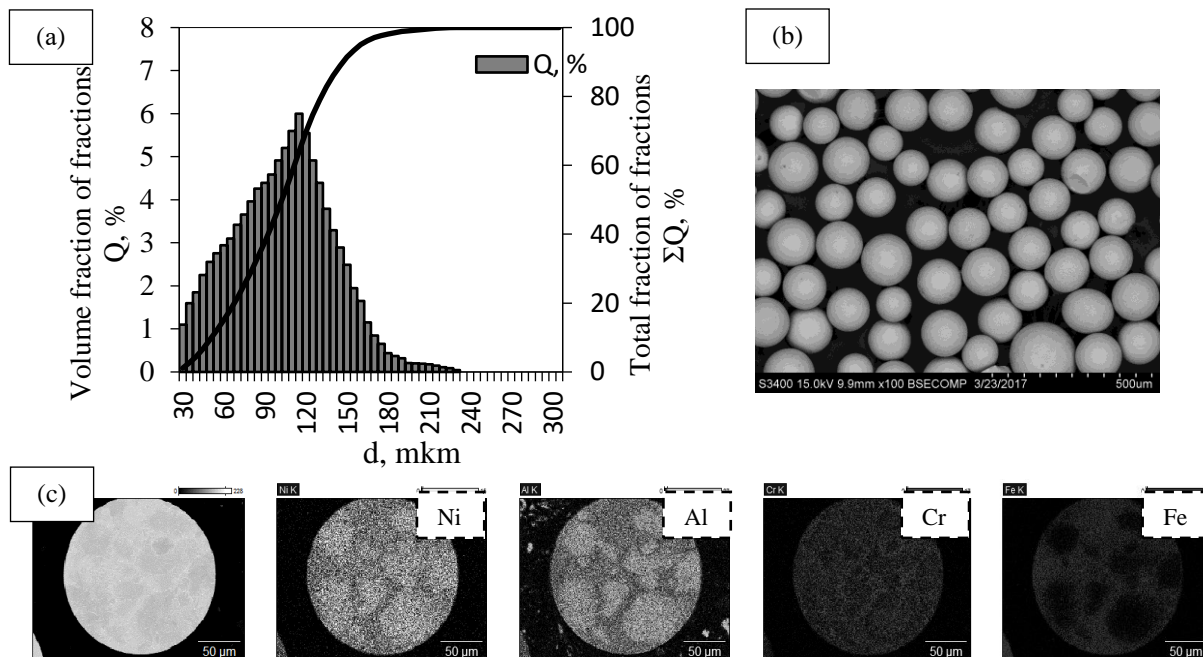 (a)
Volume fraction of fractions
Q, %
8
7
6
5
4
3
2
1
0
Q, %
100
80
60
40
20
0
Total fraction of fractions
ΣQ, %
30
60
90
120
150
180
210
240
270
300
d, mkm
(b)
S3400 15.0kV 9.9mm x100 BSECOMP 3/23/2017
500um
(c)
0 228
50 µm
Ni K
Ni
50 µm
Al K
Al
50 µm
Cr K
Cr
50 µm
Fe K
Fe
50 µm